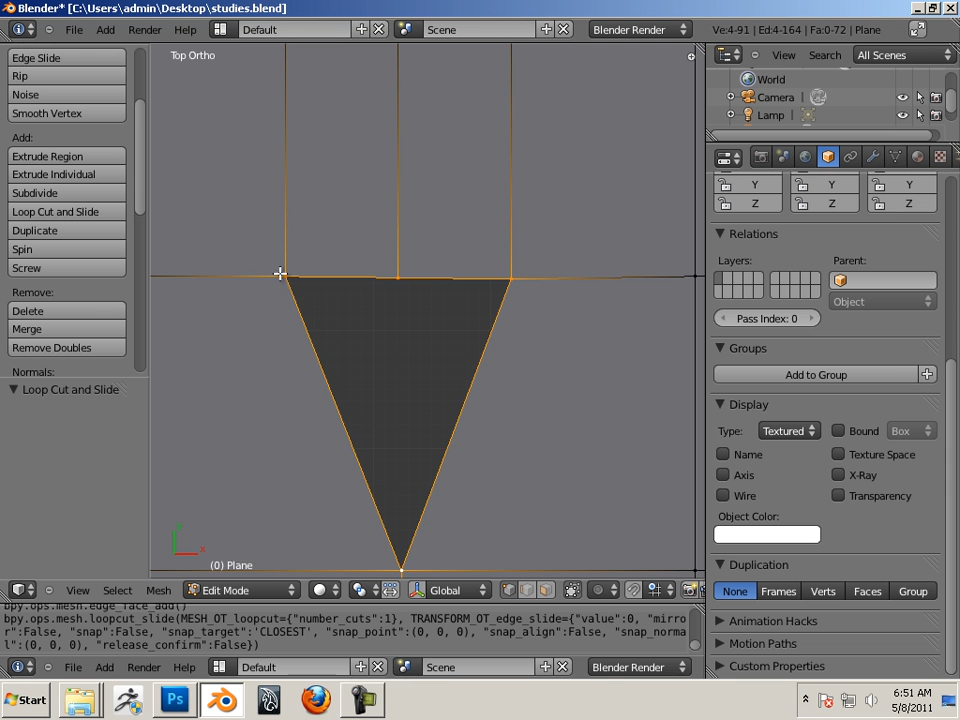 Blender* [C:\Users\admin\Desktop\studies.blend]
File Add Render Help Default Scene Blender Render Ve:4-91 | Ed:4-164 | Fa:0-72 | Plane
Edge Slide
Rip
Noise
Smooth Vertex
Add:
Extrude Region
Extrude Individual
Subdivide
Loop Cut and Slide
Duplicate
Spin
Screw
Remove:
Delete
Merge
Remove Doubles
Normals:
Loop Cut and Slide
Top Ortho
(0) Plane
View Select Mesh Edit Mode Global
bpy.ops.mesh.edge_face_add()
bpy.ops.mesh.loopcut_slide(MESH_OT_loopcut={"number_cuts":1}, TRANSFORM_OT_edge_slide={"value":0, "mirro
r":False, "snap":False, "snap_target":'CLOSEST', "snap_point":(0, 0, 0), "snap_align":False, "snap_norma
l":(0, 0, 0), "release_confirm":False})
File Add Render Help Default Scene Blender Render
View Search All Scenes
World
Camera
Lamp
Y Y Y
Z Z Z
Relations
Layers: Parent:
Object
Pass Index: 0
Groups
Add to Group
Display
Type: Textured Bound Box
Name Texture Space
Axis X-Ray
Wire Transparency
Object Color:
Duplication
None Frames Verts Faces Group
Animation Hacks
Motion Paths
Custom Properties
Start Ps 6:51 AM
5/8/2011